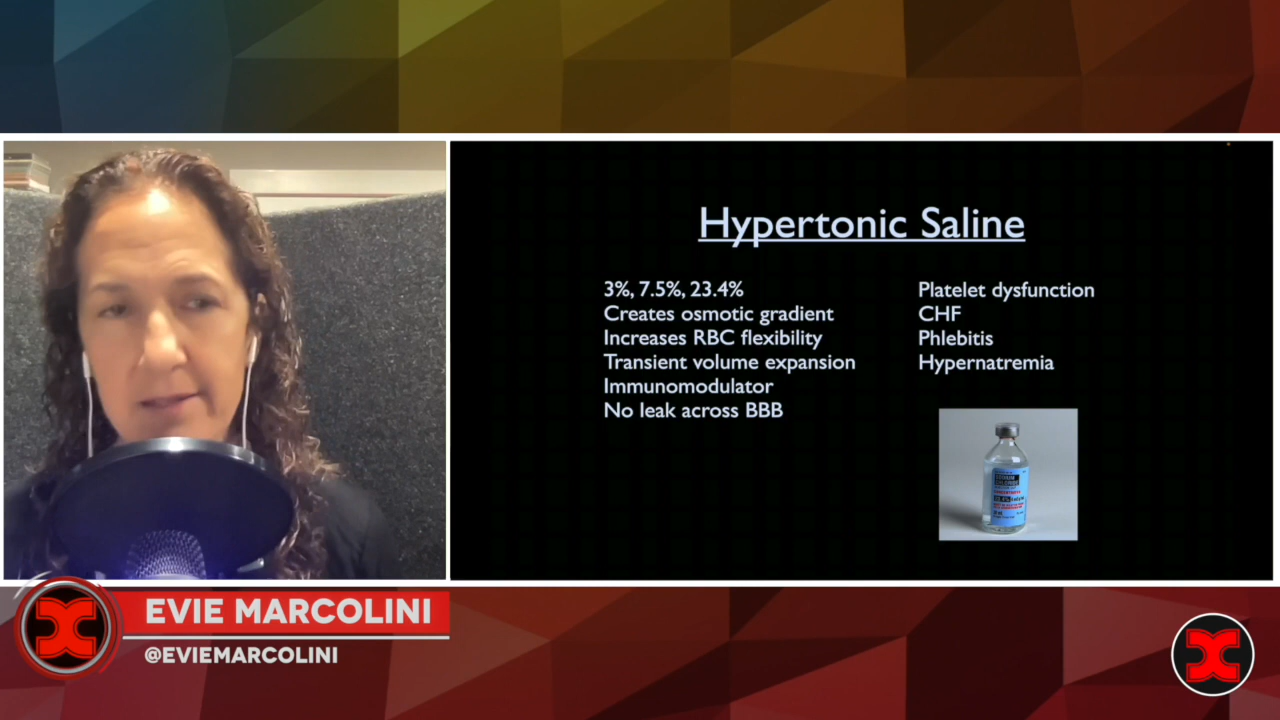 Hypertonic Saline
3%, 7.5%, 23.4%
Creates osmotic gradient
Increases RBC flexibility
Transient volume expansion
Immunomodulator
No leak across BBB
Platelet dysfunction
CHF
Phlebitis
Hypernatremia
EVIE MARCOLINI
@EVIEMARCOLINI